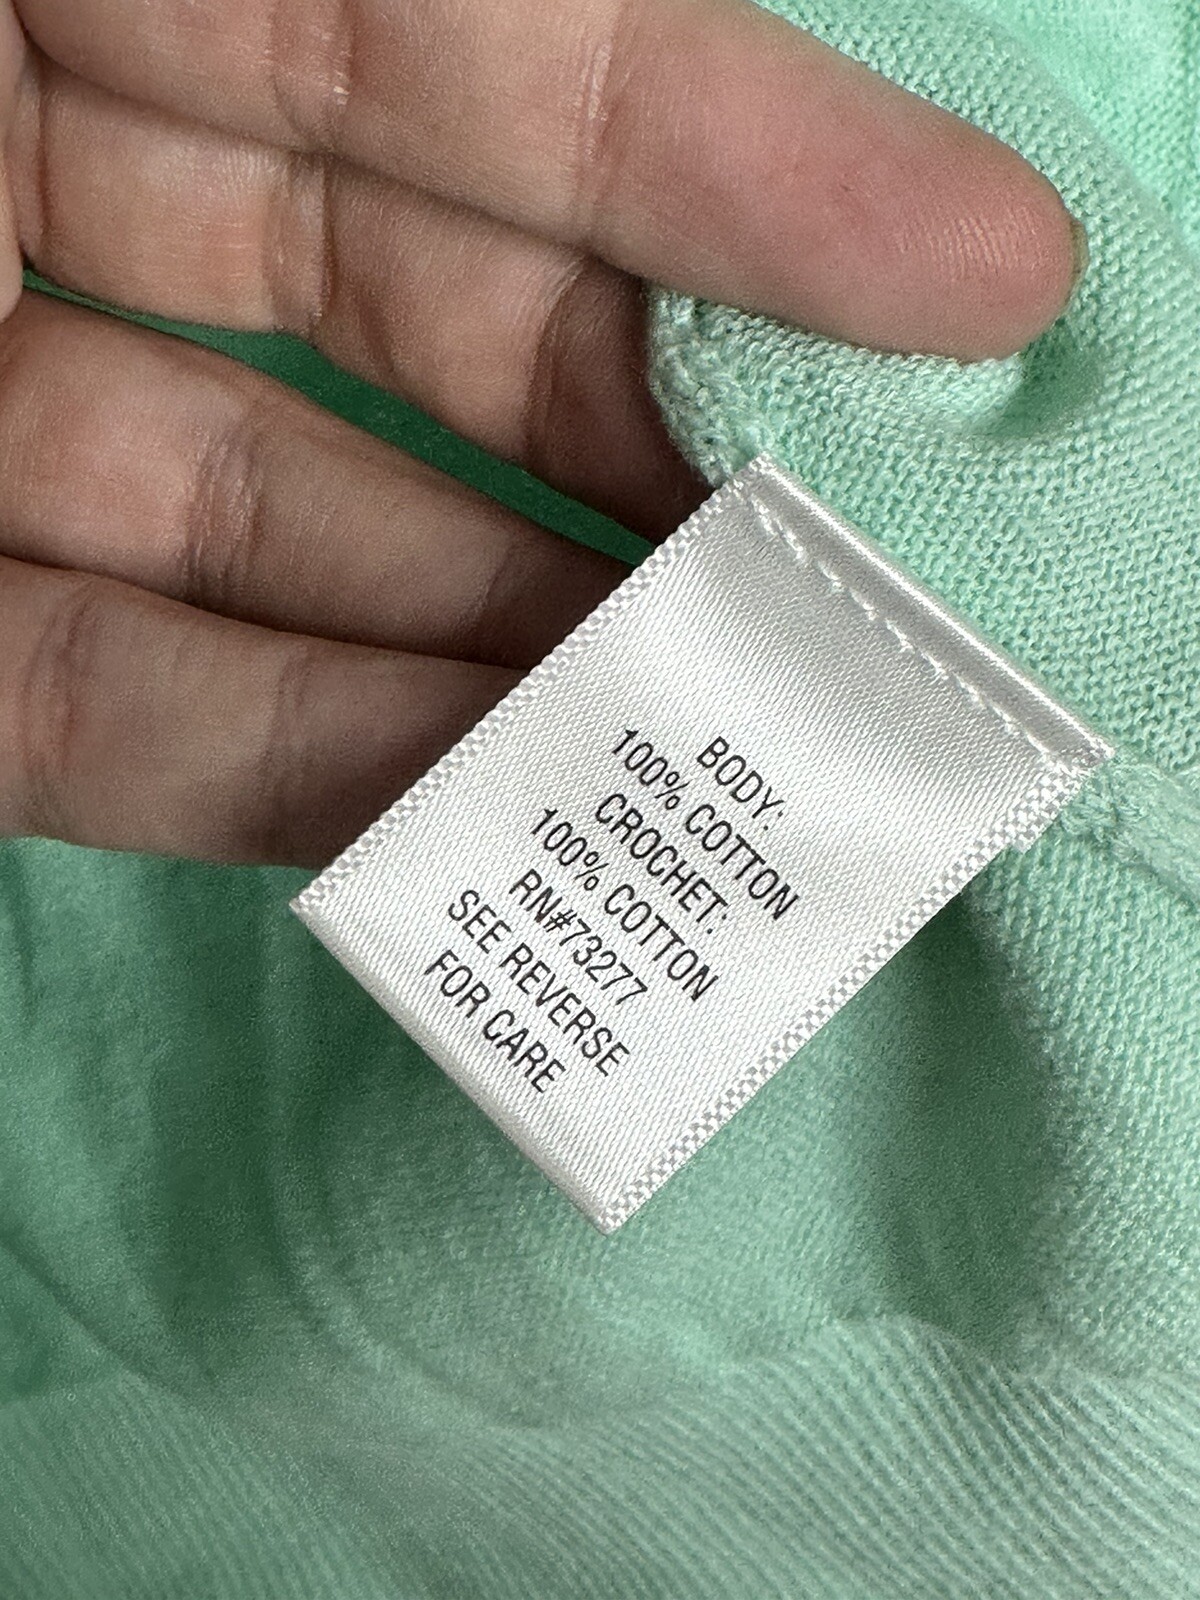 BODY:
100% COTTON
CROCHET:
100% COTTON
RN#73277
SEE REVERSE
FOR CARE